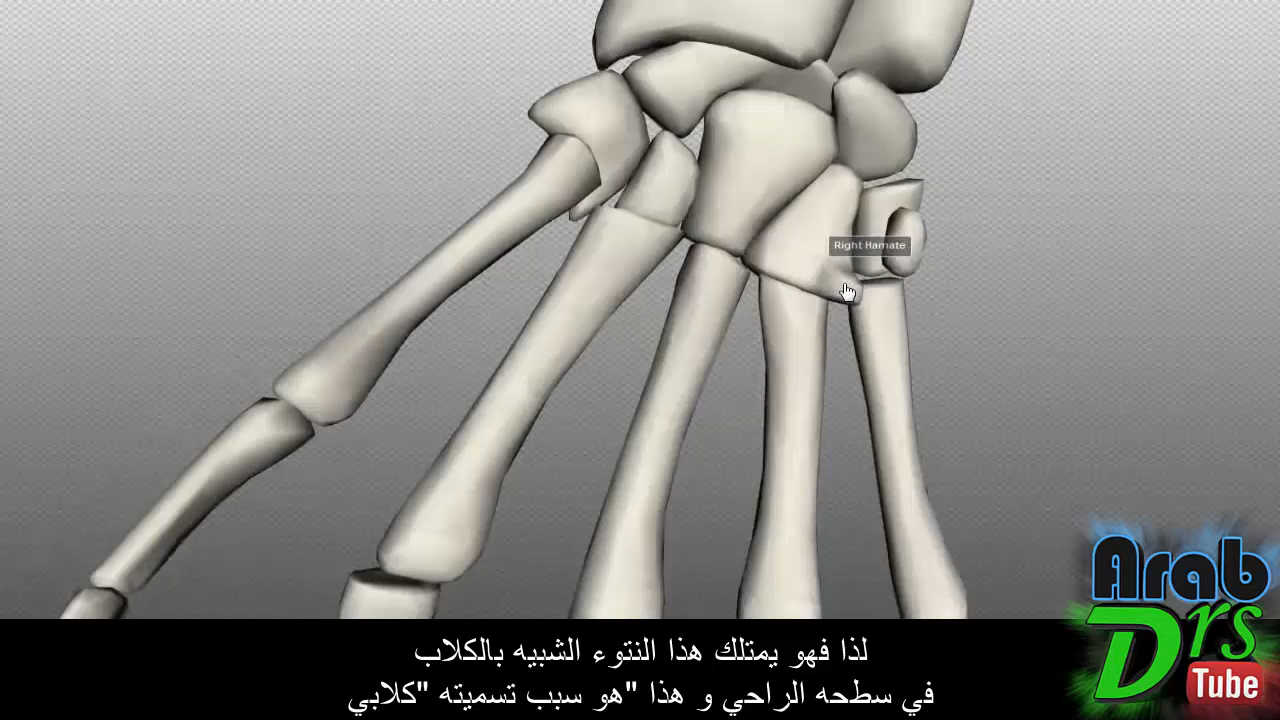 Right Hamate
لذا فهو يمتلك هذا النتوء الشبيه بالكلاب
في سطحه الراحي و هذا "هو سبب تسميته "كلابي
Arab
Drs
Tube